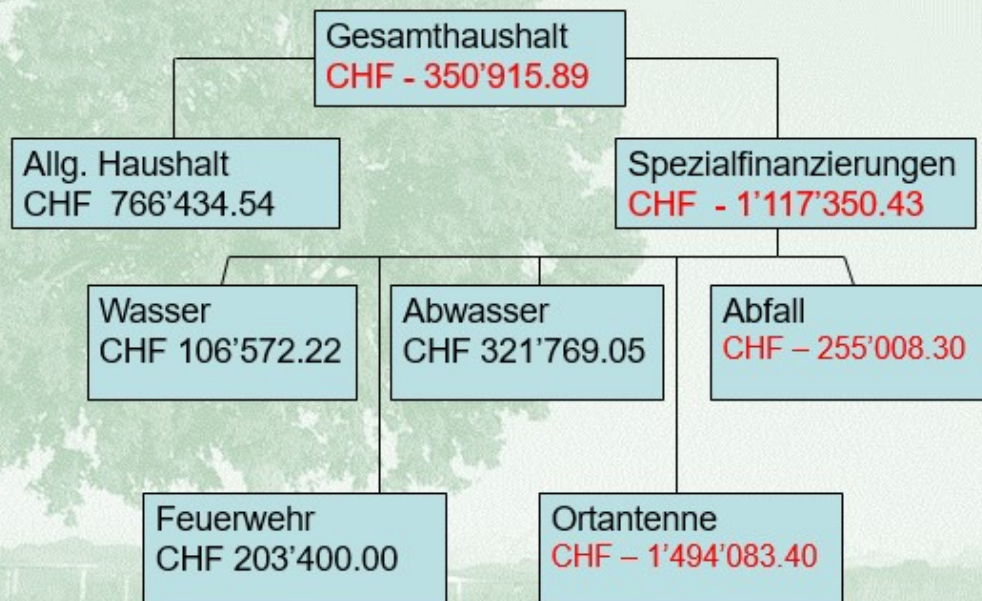 Gesamthaushalt
CHF - 350’915.89
Allg. Haushalt
CHF  766’434.54
Spezialfinanzierungen
CHF  - 1’117’350.43
Wasser
CHF 106’572.22
Abwasser
CHF 321’769.05
Abfall
CHF – 255’008.30
Feuerwehr
CHF 203’400.00
Ortantenne
CHF – 1’494’083.40